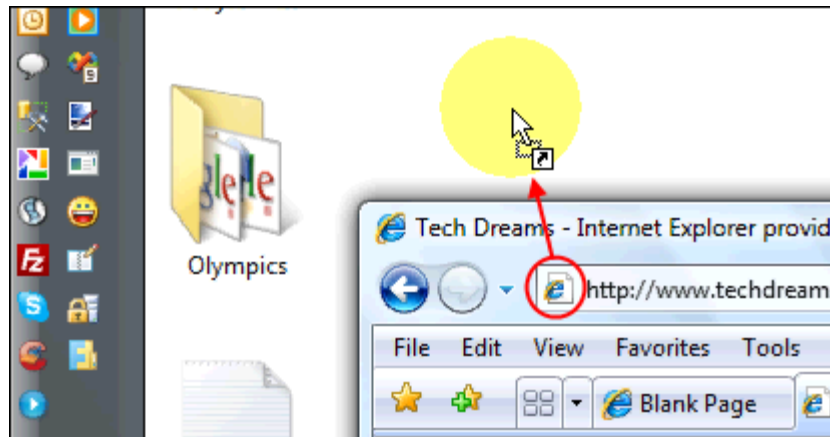 Olympics
Tech Dreams - Internet Explorer provid
http://www.techdream
File Edit View Favorites Tools
Blank Page